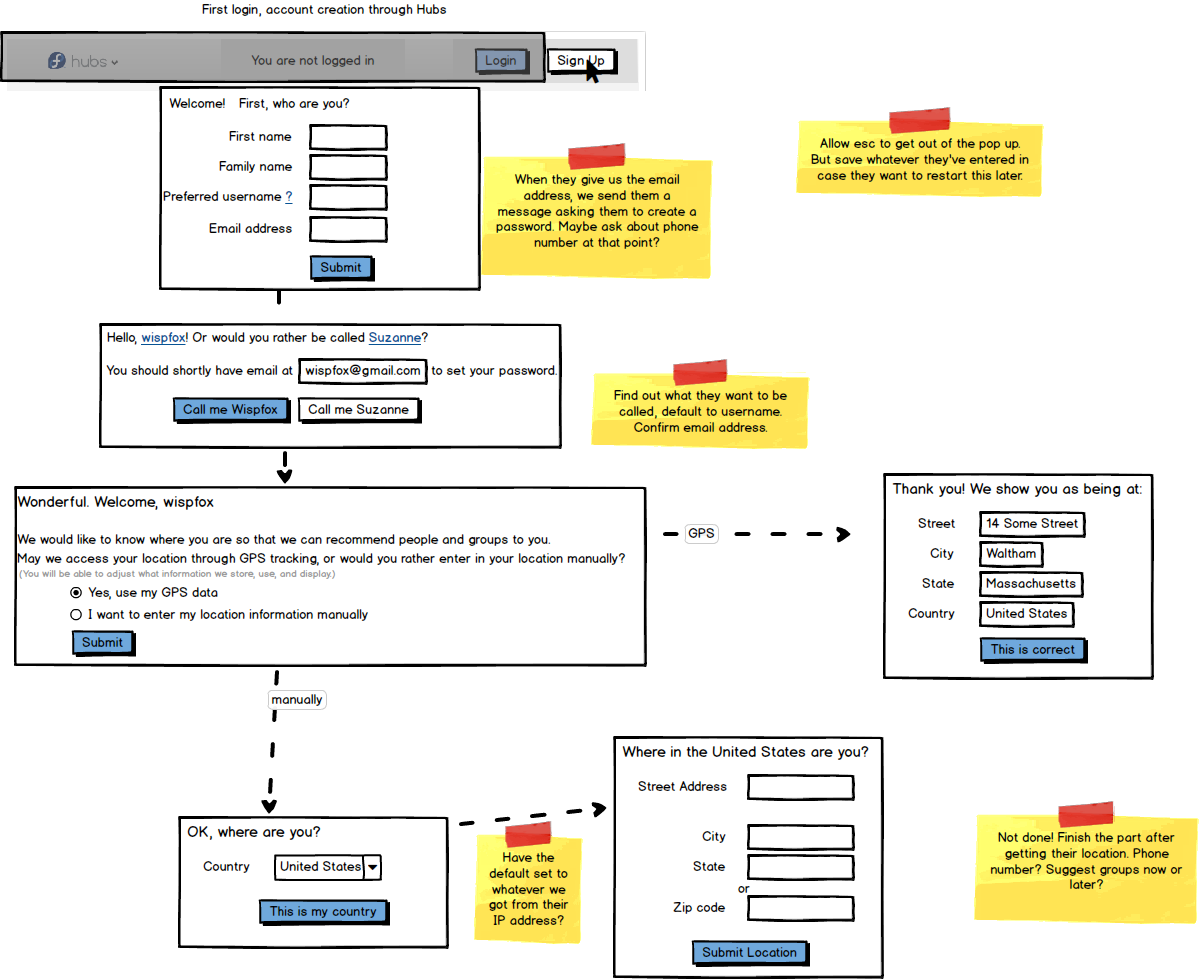 First login, account creation through Hubs
hubs
You are not logged in
Login
Sign Up
Welcome! First, who are you?
First name
Family name
Preferred username ?
Email address
Submit
When they give us the email
address, we send them a
message asking them to create a
password. Maybe ask about phone
number at that point?
Allow esc to get out of the pop up.
But save whatever they've entered in
case they want to restart this later.
Hello, wispfox! Or would you rather be called Suzanne?
You should shortly have email at wispfox@gmail.com to set your password.
Call me Wispfox
Call me Suzanne
Find out what they want to be
called, default to username.
Confirm email address.
Wonderful. Welcome, wispfox
We would like to know where you are so that we can recommend people and groups to you.
May we access your location through GPS tracking, or would you rather enter in your location manually?
(You will be able to adjust what information we store, use, and display.)
Yes, use my GPS data
I want to enter my location information manually
Submit
GPS
Thank you! We show you as being at:
Street 14 Some Street
City Waltham
State Massachusetts
Country United States
This is correct
manually
OK, where are you?
Country United States
This is my country
Have the
default set to
whatever we
got from their
IP address?
Where in the United States are you?
Street Address
City
State
or
Zip code
Submit Location
Not done! Finish the part after
getting their location. Phone
number? Suggest groups now or
later?